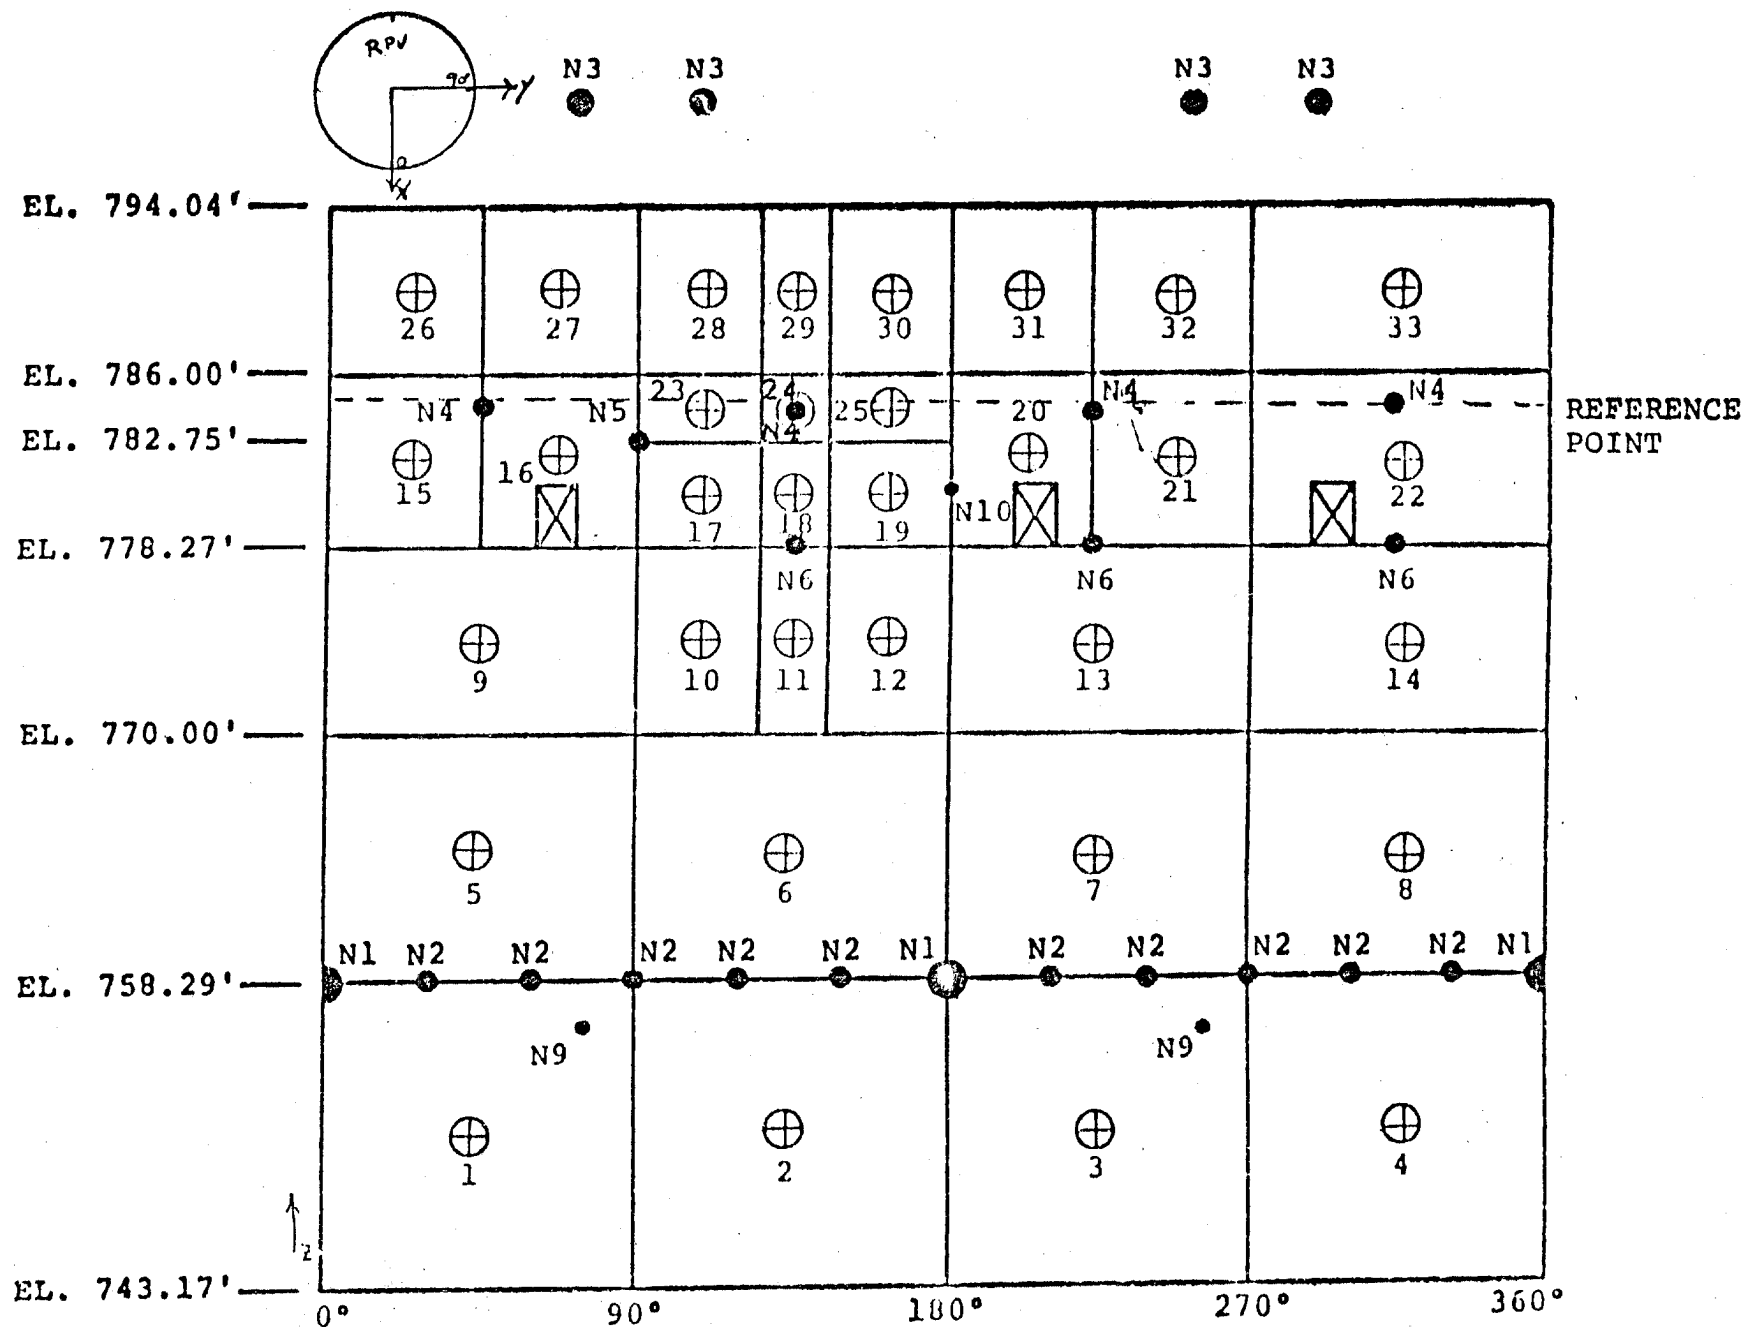 RPV
90
Y
0
X
N3 N3 N3 N3
EL. 794.04'
26 27 28 29 30 31 32 33
EL. 786.00'
23 24 25 20 N4 N4
N4 N5 N4
REFERENCE
POINT
EL. 782.75'
15 16 17 18 19 N10 21 22
EL. 778.27'
N6 N6 N6
9 10 11 12 13 14
EL. 770.00'
5 6 7 8
N1 N2 N2 N2 N2 N2 N1 N2 N2 N2 N2 N2 N1
EL. 758.29'
N9 N9
1 2 3 4
z
EL. 743.17'
0° 90° 180° 270° 360°